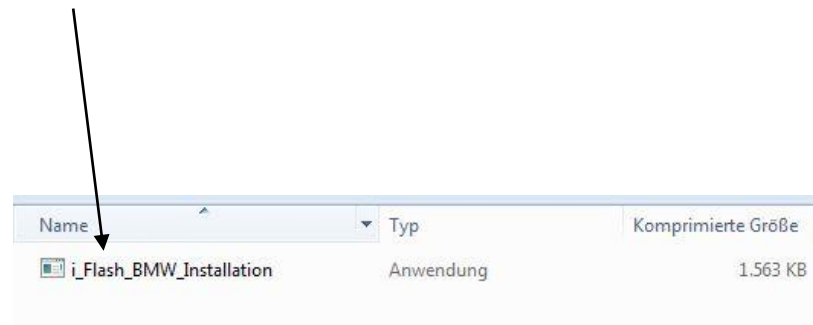 Name Typ Komprimierte Größe
i_Flash_BMW_Installation Anwendung 1.563 KB